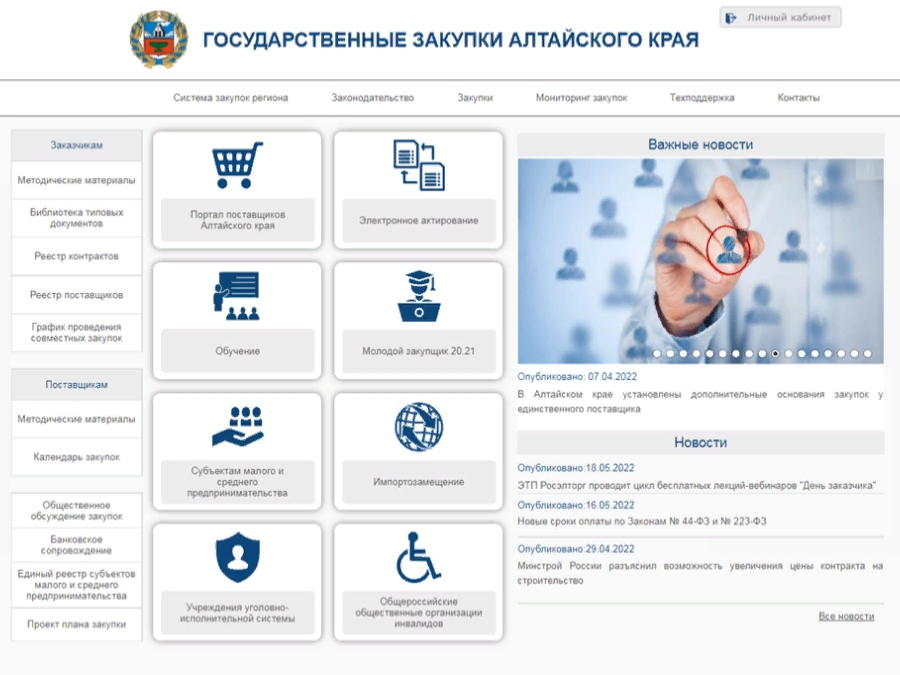 Личный кабинет
ГОСУДАРСТВЕННЫЕ ЗАКУПКИ АЛТАЙСКОГО КРАЯ
Система закупок региона
Законодательство
Закупки
Мониторинг закупок
Техподдержка
Контакты
Заказчикам
Методические материалы
Библиотека типовых
документов
Реестр контрактов
Реестр поставщиков
График проведения
совместных закупок
Поставщикам
Методические материалы
Календарь закупок
Общественное
обсуждение закупок
Банковское
сопровождение
Единый реестр субъектов
малого и среднего
предпринимательства
Проект плана закупки
Портал поставщиков
Алтайского края
Электронное актирование
Обучение
Молодой закупщик 20.21
Субъектам малого и
среднего
предпринимательства
Импортозамещение
Учреждения уголовно-
исполнительной системы
Общероссийские
общественные организации
инвалидов
Важные новости
Опубликовано: 07.04.2022
В Алтайском крае установлены дополнительные основания закупок у
единственного поставщика
Новости
Опубликовано:18.05.2022
ЭТП Росэлторг проводит цикл бесплатных лекций-вебинаров "День заказчика"
Опубликовано:16.05.2022
Новые сроки оплаты по Законам № 44-ФЗ и № 223-ФЗ
Опубликовано:29.04.2022
Минстрой России разъяснил возможность увеличения цены контракта на
строительство
Все новости